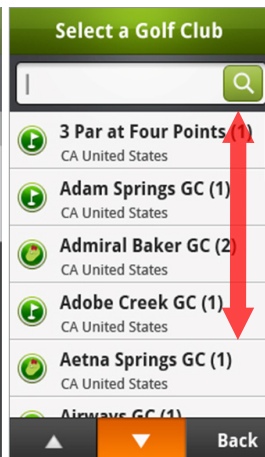 Select a Golf Club
3 Par at Four Points (1)
CA United States
Adam Springs GC (1)
CA United States
Admiral Baker GC (2)
CA United States
Adobe Creek GC (1)
CA United States
Aetna Springs GC (1)
CA United States
Airways GC (1)
Back